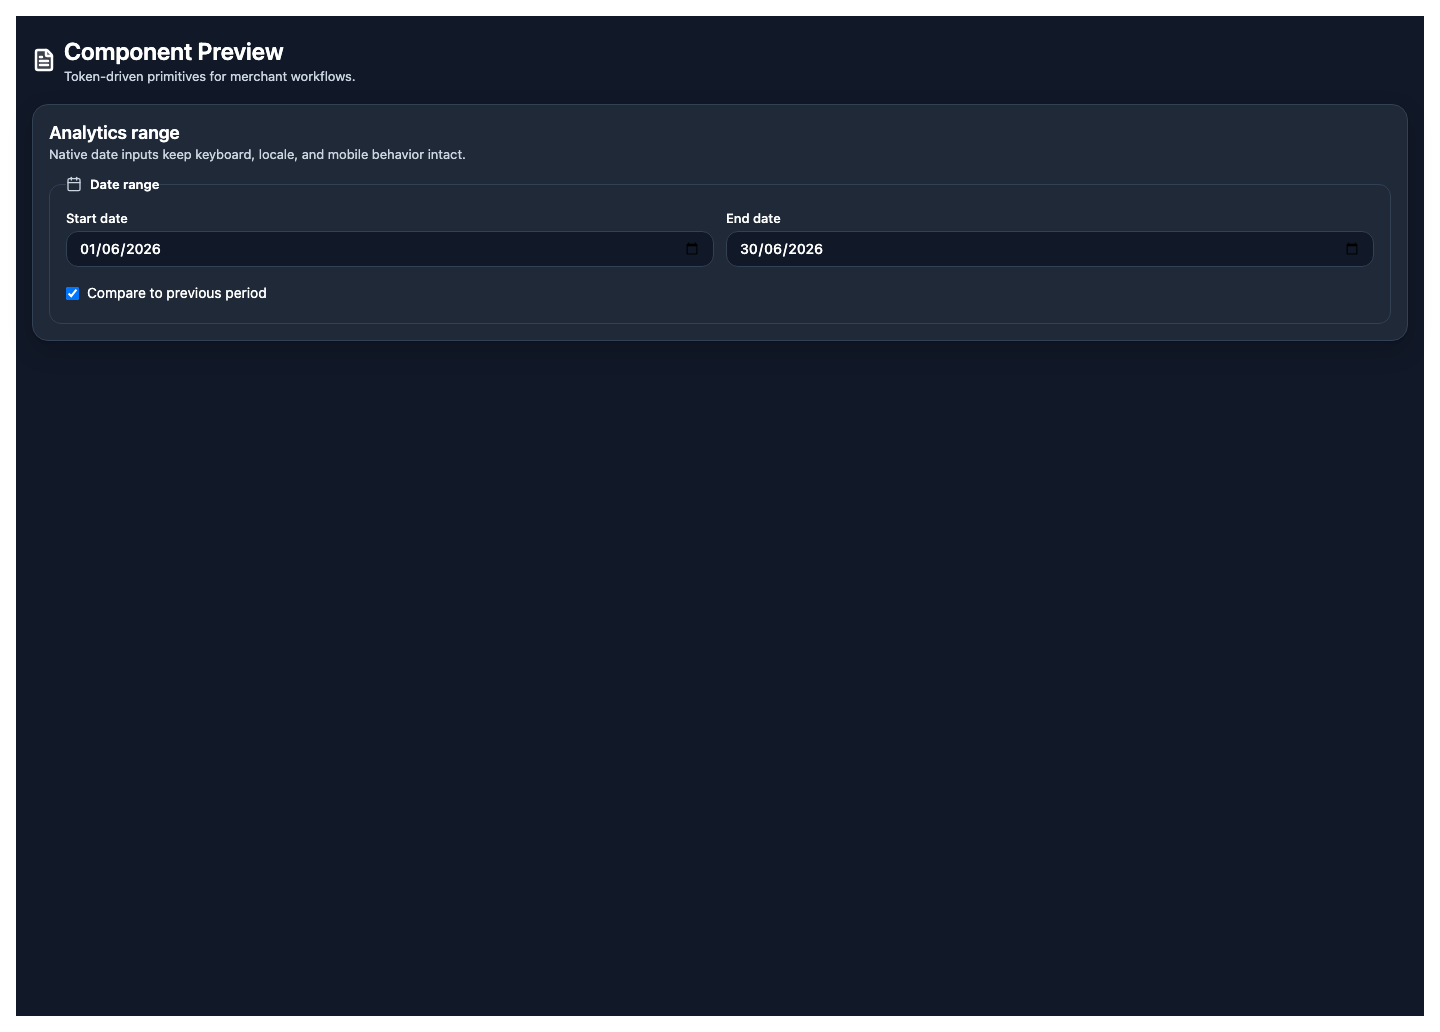 Component Preview
Token-driven primitives for merchant workflows.
Analytics range
Native date inputs keep keyboard, locale, and mobile behavior intact.
Date range
Start date
End date
01/06/2026
30/06/2026
Compare to previous period